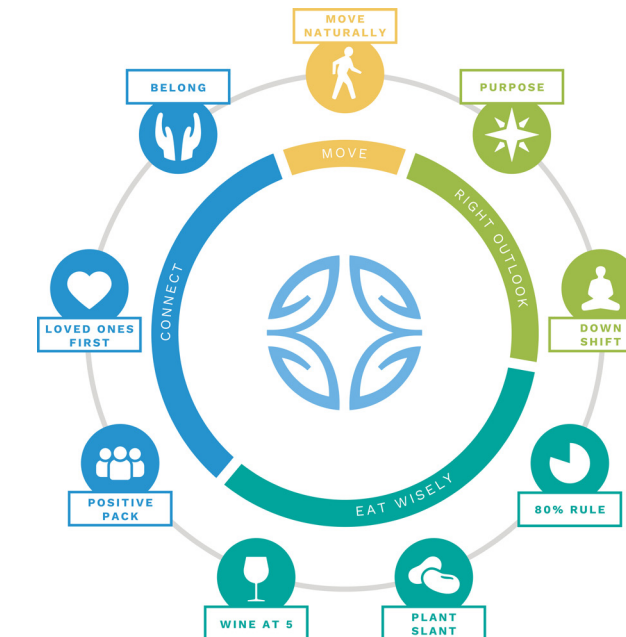 MOVE
NATURALLY
BELONG
PURPOSE
MOVE
RIGHT OUTLOOK
CONNECT
LOVED ONES
FIRST
DOWN
SHIFT
POSITIVE
PACK
80% RULE
EAT WISELY
WINE AT 5
PLANT
SLANT